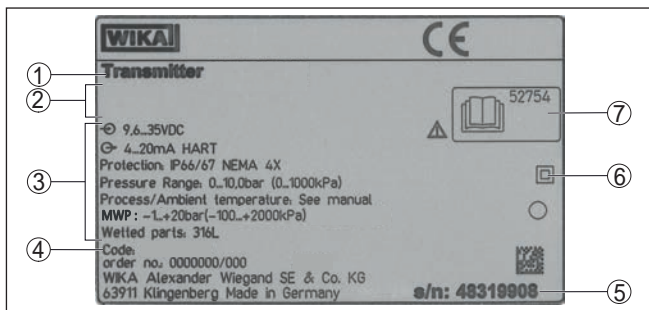 WIKA CE
① Transmitter
②
52754
⑦
9,6...35VDC
4...20mA HART
③
Protection: IP66/67 NEMA 4X
Pressure Range: 0...10,0bar (0...1000kPa)
Process/Ambient temperature: See manual
⑥
MWP: -1...+20bar(-100...+2000kPa)
Wetted parts: 316L
④ Code:
order no.: 0000000/000
WIKA Alexander Wiegand SE & Co. KG
63911 Klingenberg Made in Germany
s/n: 48319908 ⑤